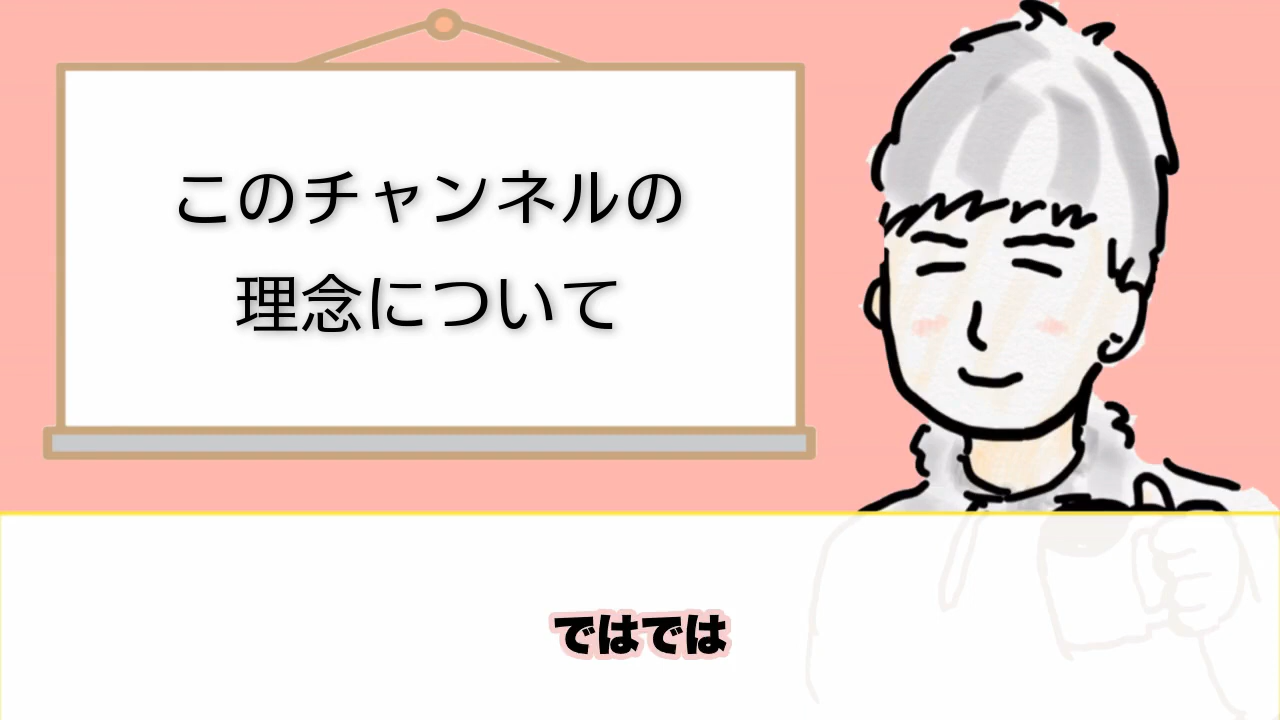 このチャンネルの
理念について
ではでは